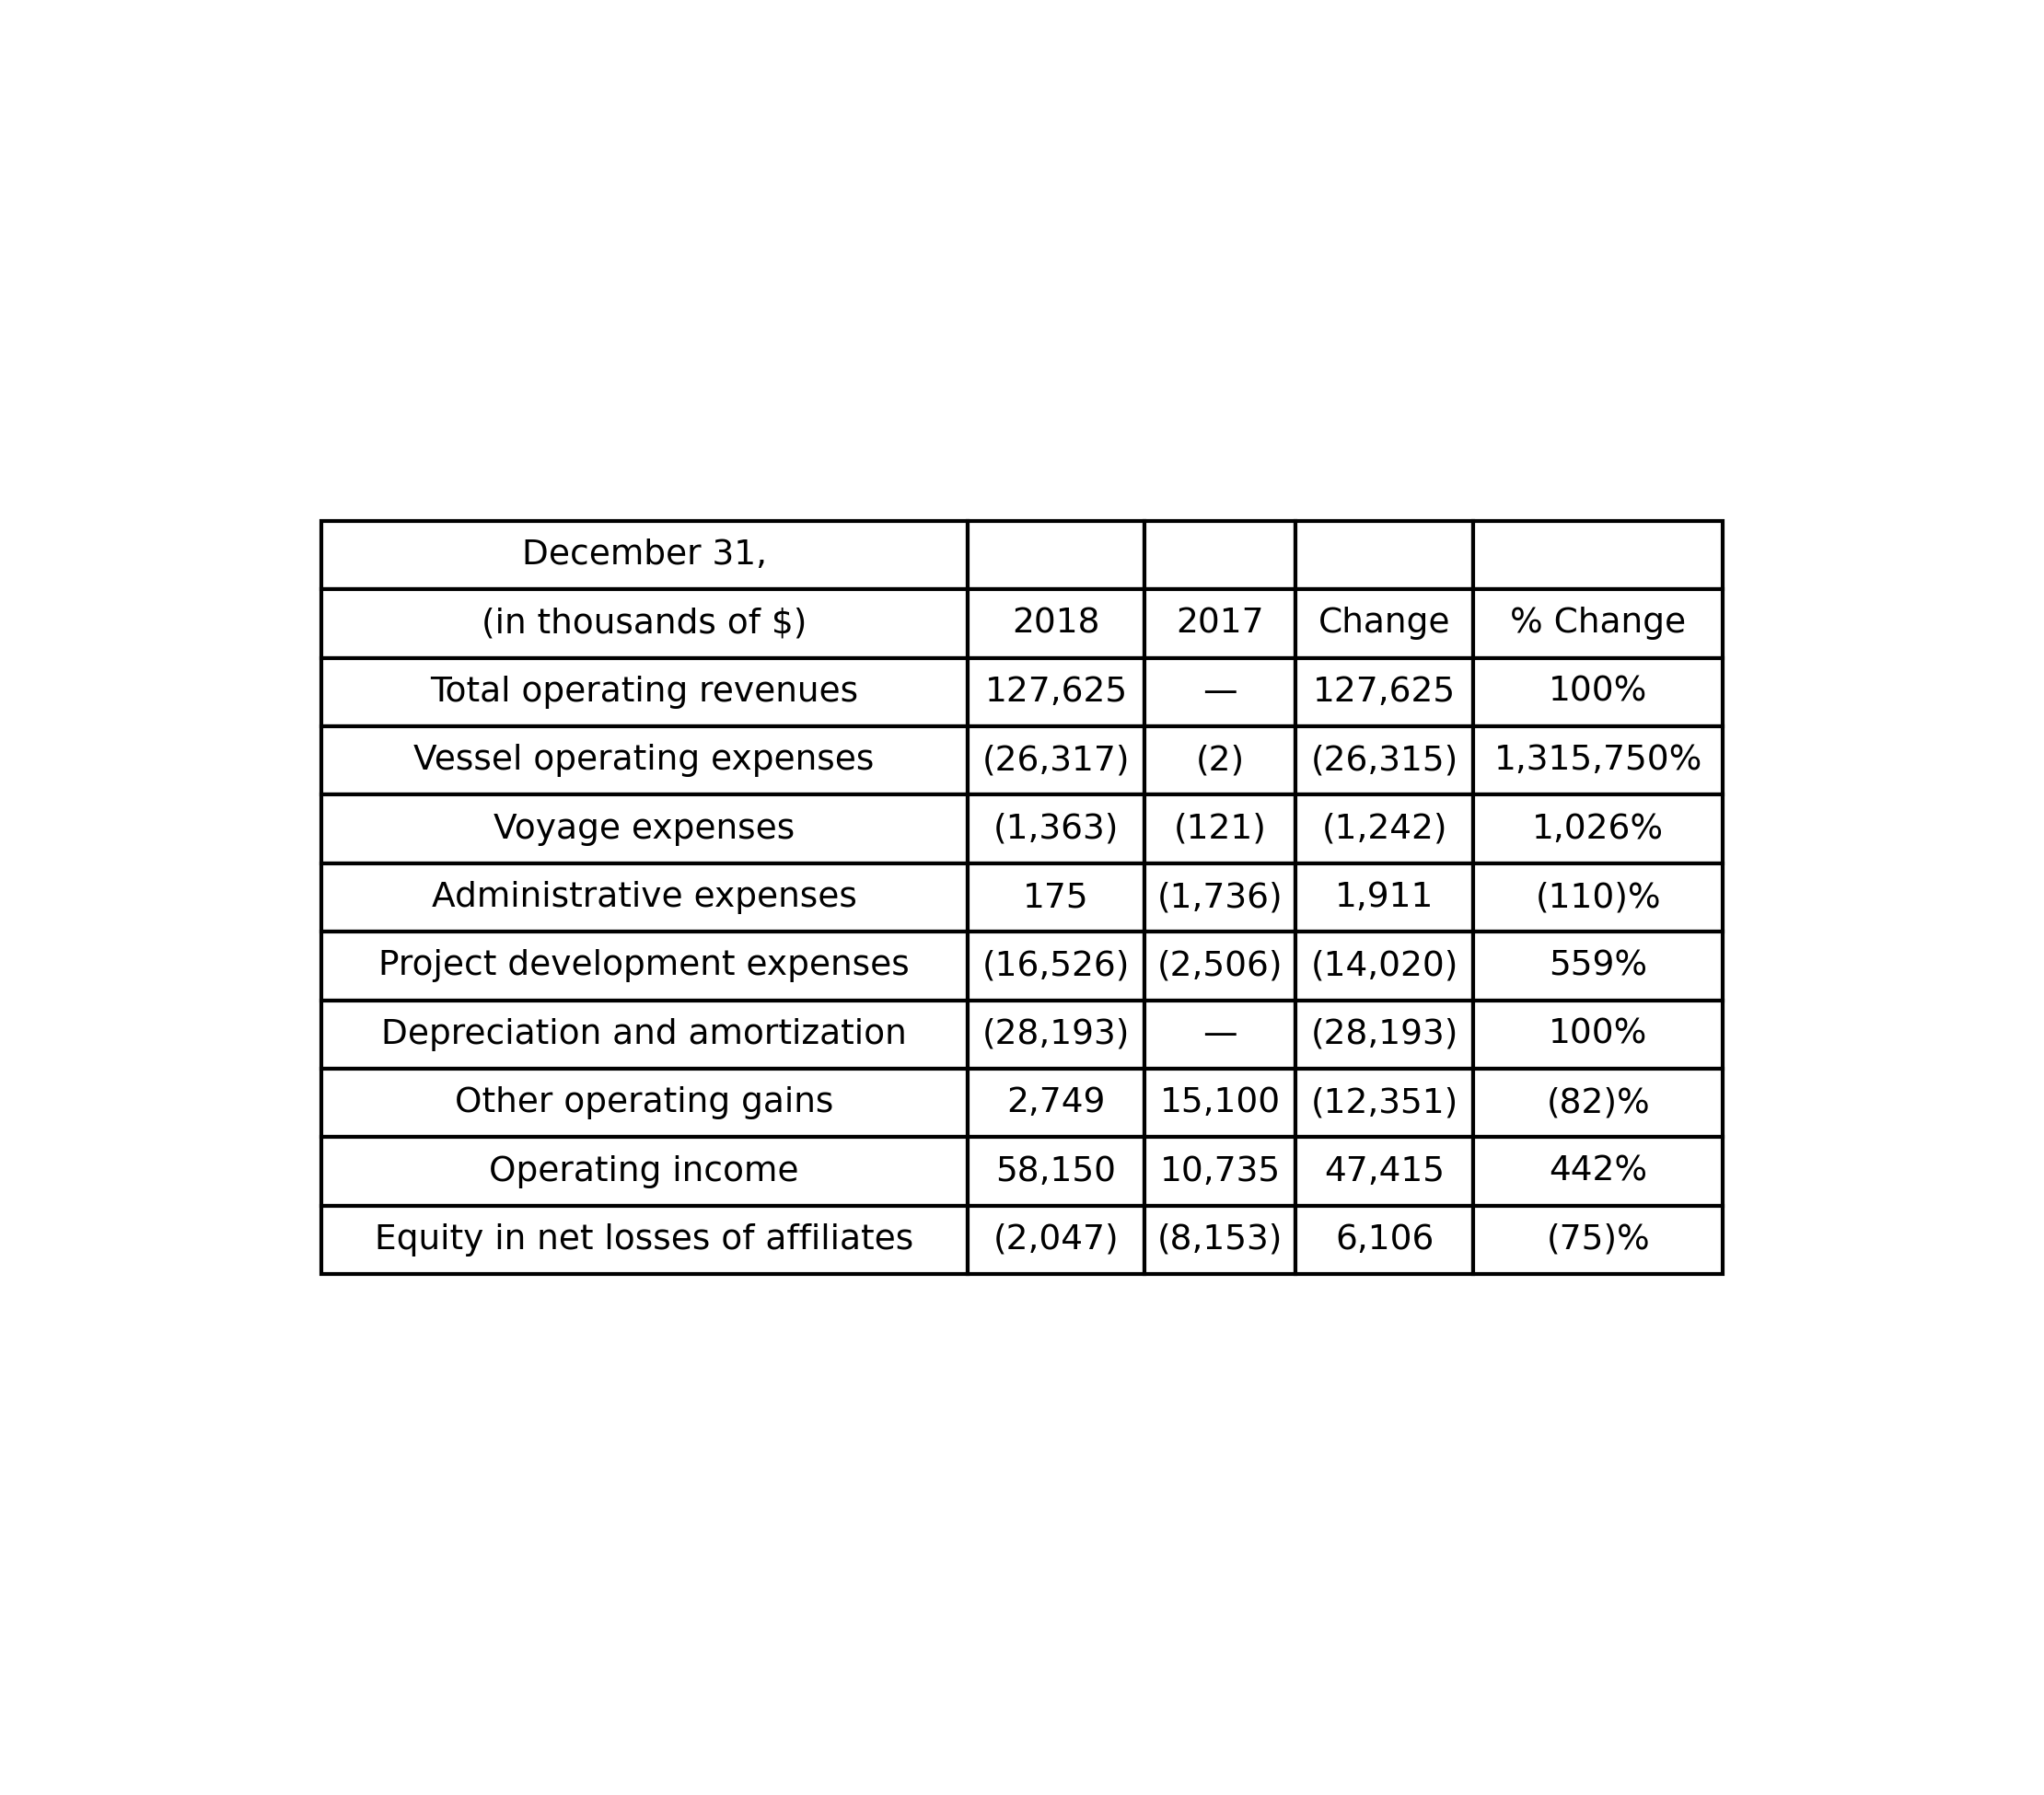 December 31,
(in thousands of $) 2018 2017 Change % Change
Total operating revenues 127,625 — 127,625 100%
Vessel operating expenses (26,317) (2) (26,315) 1,315,750%
Voyage expenses (1,363) (121) (1,242) 1,026%
Administrative expenses 175 (1,736) 1,911 (110)%
Project development expenses (16,526) (2,506) (14,020) 559%
Depreciation and amortization (28,193) — (28,193) 100%
Other operating gains 2,749 15,100 (12,351) (82)%
Operating income 58,150 10,735 47,415 442%
Equity in net losses of affiliates (2,047) (8,153) 6,106 (75)%